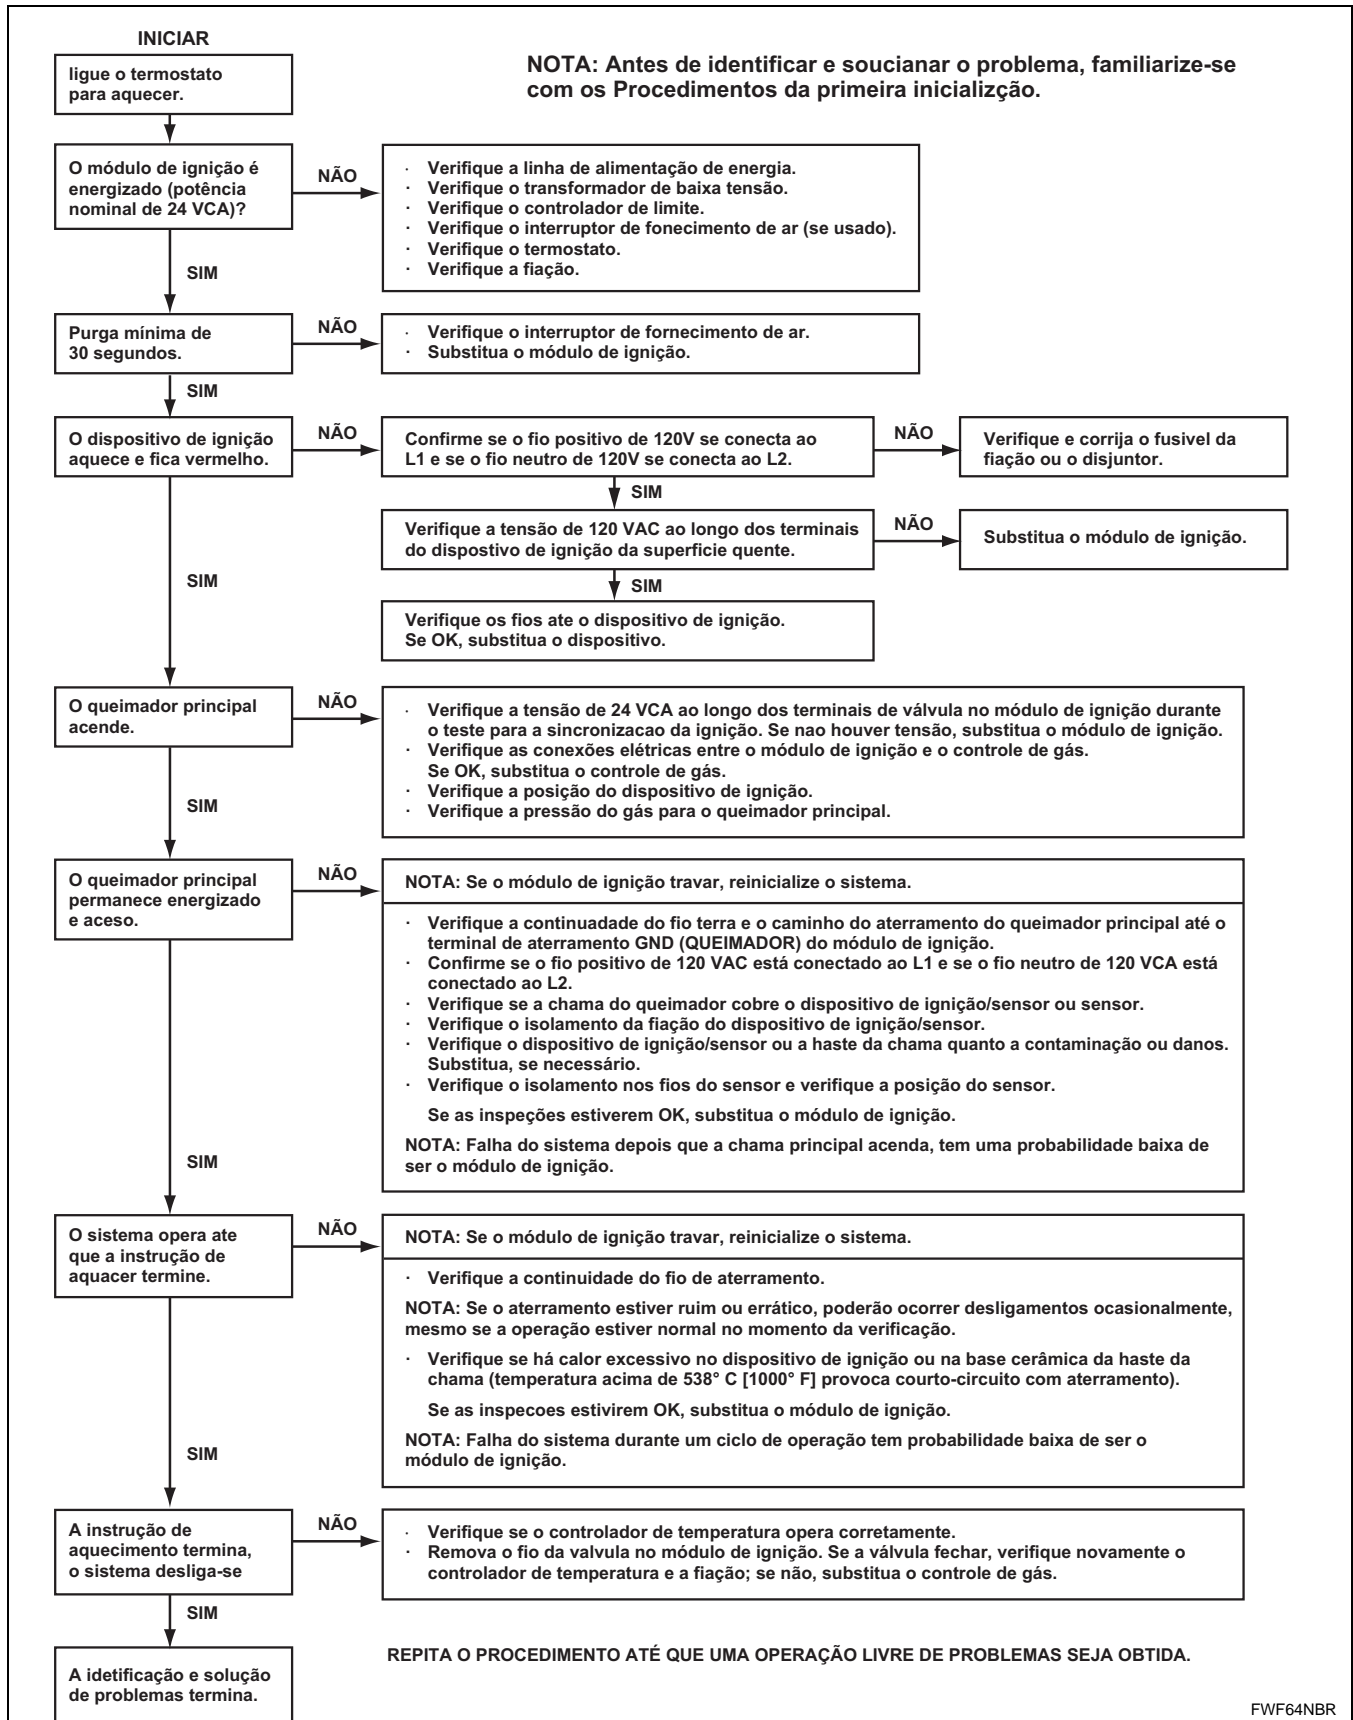 INICIAR
NOTA: Antes de identificar e soucianar o problema, familiarize-se
com os Procedimentos da primeira inicializção.
ligue o termostato
para aquecer.
O módulo de ignição é
energizado (potência
nominal de 24 VCA)?
NÃO
· Verifique a linha de alimentação de energia.
· Verifique o transformador de baixa tensão.
· Verifique o controlador de limite.
· Verifique o interruptor de fonecimento de ar (se usado).
· Verifique o termostato.
· Verifique a fiação.
SIM
Purga mínima de
30 segundos.
NÃO
· Verifique o interruptor de fornecimento de ar.
· Substitua o módulo de ignição.
SIM
O dispositivo de ignição
aquece e fica vermelho.
NÃO
Confirme se o fio positivo de 120V se conecta ao
L1 e se o fio neutro de 120V se conecta ao L2.
NÃO
Verifique e corrija o fusivel da
fiação ou o disjuntor.
SIM
Verifique a tensão de 120 VAC ao longo dos terminais
do dispostivo de ignição da superficie quente.
NÃO
Substitua o módulo de ignição.
SIM
SIM
Verifique os fios ate o dispositivo de ignição.
Se OK, substitua o dispositivo.
O queimador principal
acende.
NÃO
· Verifique a tensão de 24 VCA ao longo dos terminais de válvula no módulo de ignição durante
o teste para a sincronizacao da ignição. Se nao houver tensão, substitua o módulo de ignição.
· Verifique as conexões elétricas entre o módulo de ignição e o controle de gás.
Se OK, substitua o controle de gás.
· Verifique a posição do dispositivo de ignição.
· Verifique a pressão do gás para o queimador principal.
SIM
O queimador principal
permanece energizado
e aceso.
NÃO
NOTA: Se o módulo de ignição travar, reinicialize o sistema.
· Verifique a continuadade do fio terra e o caminho do aterramento do queimador principal até o
terminal de aterramento GND (QUEIMADOR) do módulo de ignição.
· Confirme se o fio positivo de 120 VAC está conectado ao L1 e se o fio neutro de 120 VCA está
conectado ao L2.
· Verifique se a chama do queimador cobre o dispositivo de ignição/sensor ou sensor.
· Verifique o isolamento da fiação do dispositivo de ignição/sensor.
· Verifique o dispositivo de ignição/sensor ou a haste da chama quanto a contaminação ou danos.
Substitua, se necessário.
· Verifique o isolamento nos fios do sensor e verifique a posição do sensor.
Se as inspeções estiverem OK, substitua o módulo de ignição.
NOTA: Falha do sistema depois que a chama principal acenda, tem uma probabilidade baixa de
ser o módulo de ignição.
SIM
O sistema opera ate
que a instrução de
aquacer termine.
NÃO
NOTA: Se o módulo de ignição travar, reinicialize o sistema.
· Verifique a continuidade do fio de aterramento.
NOTA: Se o aterramento estiver ruim ou errático, poderão ocorrer desligamentos ocasionalmente,
mesmo se a operação estiver normal no momento da verificação.
· Verifique se há calor excessivo no dispositivo de ignição ou na base cerâmica da haste da
chama (temperatura acima de 538° C [1000° F] provoca courto-circuito com aterramento).
Se as inspecoes estivirem OK, substitua o módulo de ignição.
NOTA: Falha do sistema durante um ciclo de operação tem probabilidade baixa de ser o
módulo de ignição.
SIM
A instrução de
aquecimento termina,
o sistema desliga-se
NÃO
· Verifique se o controlador de temperatura opera corretamente.
· Remova o fio da valvula no módulo de ignição. Se a válvula fechar, verifique novamente o
controlador de temperatura e a fiação; se não, substitua o controle de gás.
SIM
A idetificação e solução
de problemas termina.
REPITA O PROCEDIMENTO ATÉ QUE UMA OPERAÇÃO LIVRE DE PROBLEMAS SEJA OBTIDA.
FWF64NBR